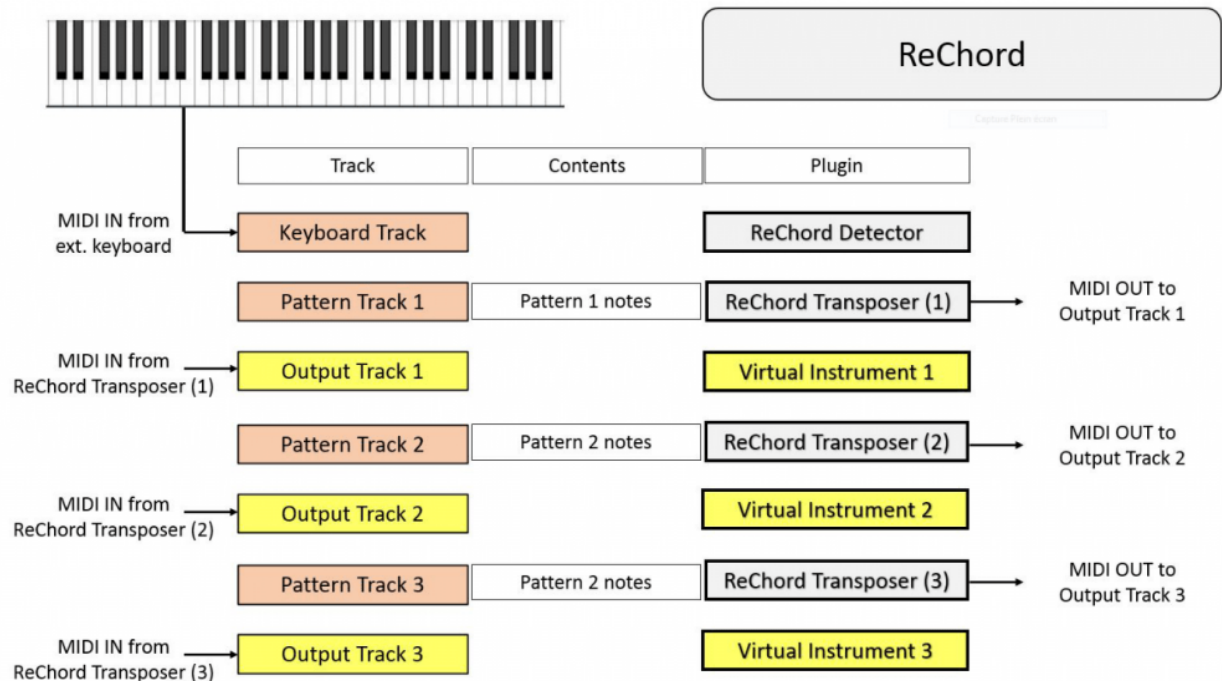 ReChord
Capture Plein écran
Track
Contents
Plugin
MIDI IN from
ext. keyboard
Keyboard Track
ReChord Detector
Pattern Track 1
Pattern 1 notes
ReChord Transposer (1)
MIDI OUT to
Output Track 1
MIDI IN from
ReChord Transposer (1)
Output Track 1
Virtual Instrument 1
Pattern Track 2
Pattern 2 notes
ReChord Transposer (2)
MIDI OUT to
Output Track 2
MIDI IN from
ReChord Transposer (2)
Output Track 2
Virtual Instrument 2
Pattern Track 3
Pattern 2 notes
ReChord Transposer (3)
MIDI OUT to
Output Track 3
MIDI IN from
ReChord Transposer (3)
Output Track 3
Virtual Instrument 3